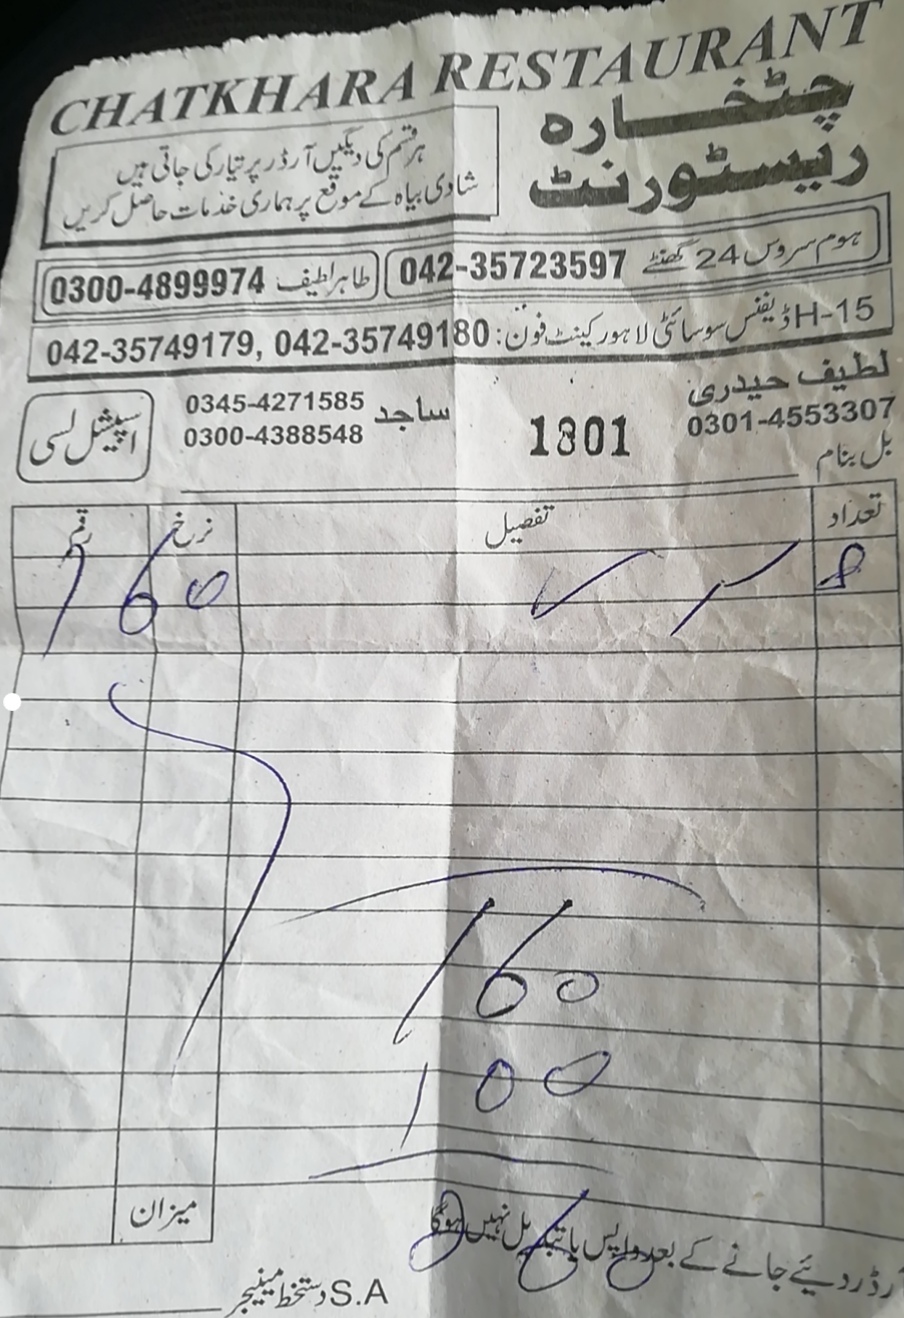 CHATKHARA RESTAURANT
چٹخارہ
ریسٹورنٹ
ہر قسم کی دیگیں آرڈر پر تیار کی جاتی ہیں
شادی بیاہ کے موقع پر ہماری خدمات حاصل کریں
ہوم سروس 24 گھنٹے 042-35723597
طاہر لطیف 0300-4899974
H-15 ڈیفنس سوسائٹی لاہور کینٹ فون: 042-35749179, 042-35749180
لطیف حیدری
0301-4553307
1801
ساجد 0345-4271585
0300-4388548
اسپیشل لسی
بل بنام
تعداد تفصیل نرخ رقم
8 160
160
100
میزان
آرڈر دیئے جانے کے بعد واپس یا تبدیل نہیں ہوگا
S.A دستخط مینیجر